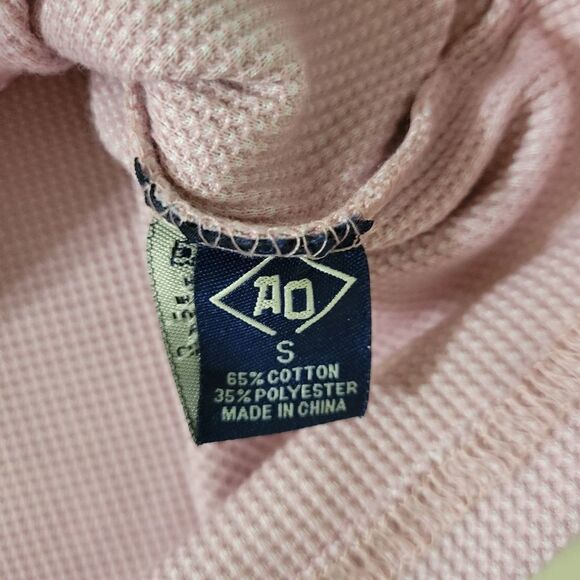 AO
S
65% COTTON
35% POLYESTER
MADE IN CHINA